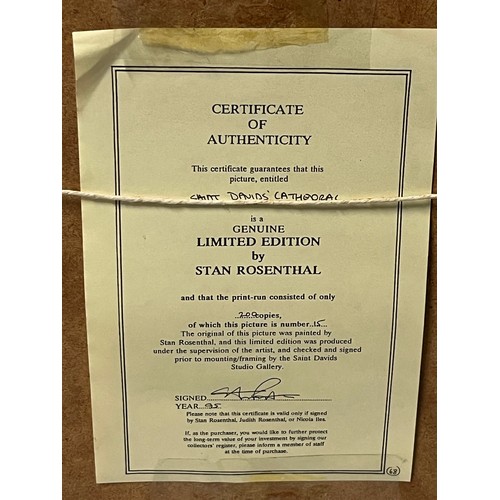 CERTIFICATE
OF
AUTHENTICITY
This certificate guarantees that this
picture, entitled
SAINT DAVIDS' CATHEDRAL
is a
GENUINE
LIMITED EDITION
by
STAN ROSENTHAL
and that the print-run consisted of only
200 copies,
of which this picture is number 15
The original of this picture was painted by
Stan Rosenthal, and this limited edition was produced
under the supervision of the artist, and checked and signed
prior to mounting/framing by the Saint Davids
Studio Gallery.
SIGNED
YEAR 95
Please note that this certificate is valid only if signed
by Stan Rosenthal, Judith Rosenthal, or Nicola Iles.
If, as the purchaser, you would like to further protect
the long-term value of your investment by signing our
collectors' register, please inform a member of staff
at the time of purchase.